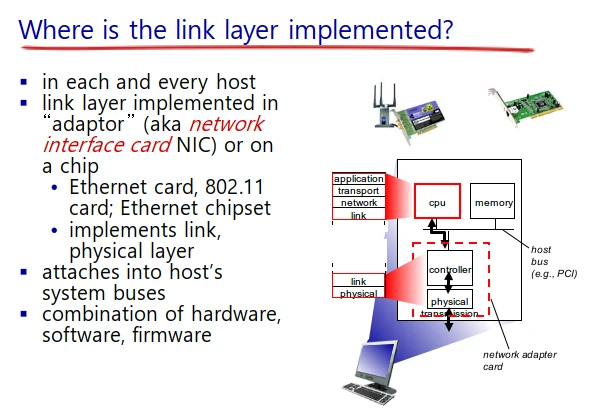 Where is the link layer implemented?
▪ in each and every host
▪ link layer implemented in
“adaptor” (aka network
interface card NIC) or on
a chip
• Ethernet card, 802.11
card; Ethernet chipset
• implements link,
physical layer
▪ attaches into host’s
system buses
▪ combination of hardware,
software, firmware
application
transport
network
link
cpu
memory
host
bus
(e.g., PCI)
controller
link
physical
physical
transmission
network adapter
card